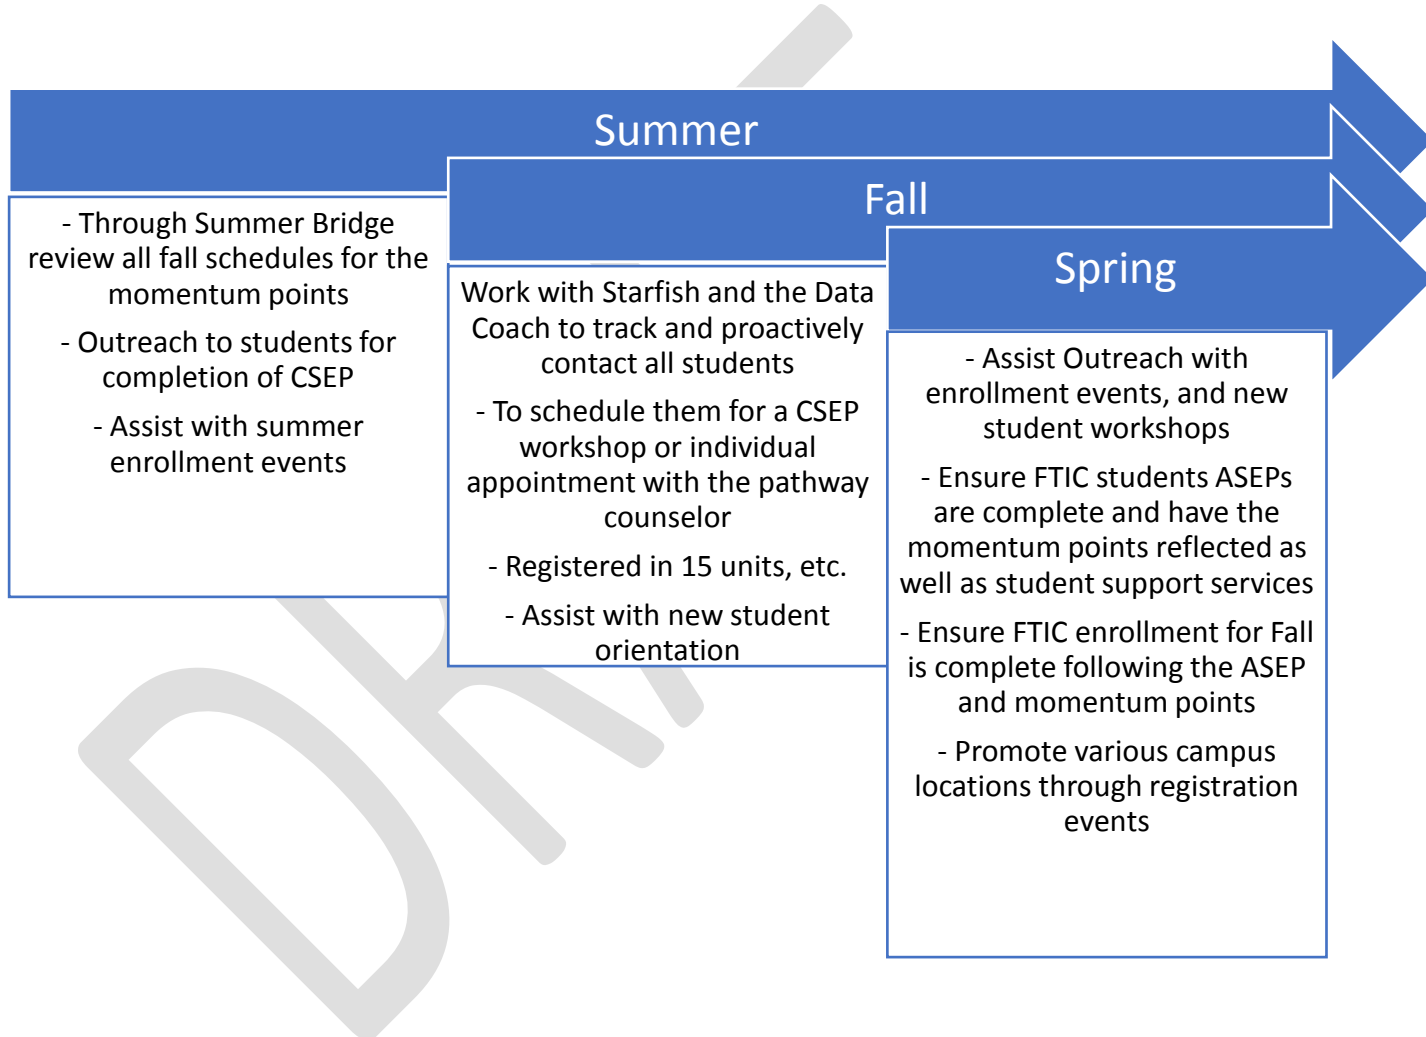 Summer
- Through Summer Bridge
review all fall schedules for the
momentum points
- Outreach to students for
completion of CSEP
- Assist with summer
enrollment events
Fall
Work with Starfish and the Data
Coach to track and proactively
contact all students
- To schedule them for a CSEP
workshop or individual
appointment with the pathway
counselor
- Registered in 15 units, etc.
- Assist with new student
orientation
Spring
- Assist Outreach with
enrollment events, and new
student workshops
- Ensure FTIC students ASEPs
are complete and have the
momentum points reflected as
well as student support services
- Ensure FTIC enrollment for Fall
is complete following the ASEP
and momentum points
- Promote various campus
locations through registration
events